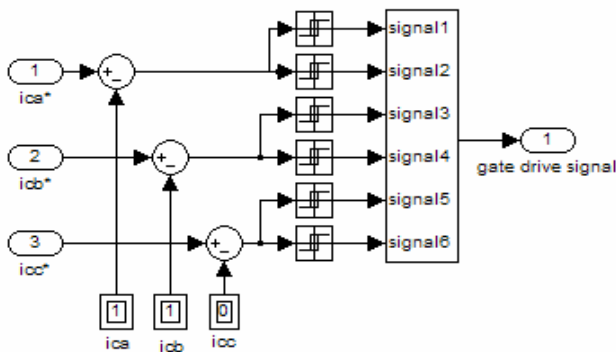 signal1
1
+
-
signal2
ica*
signal3
2
+
-
signal4
1
icb*
gate drive signal
signal5
3
+
-
signal6
icc*
1
1
0
ica
icb
icc